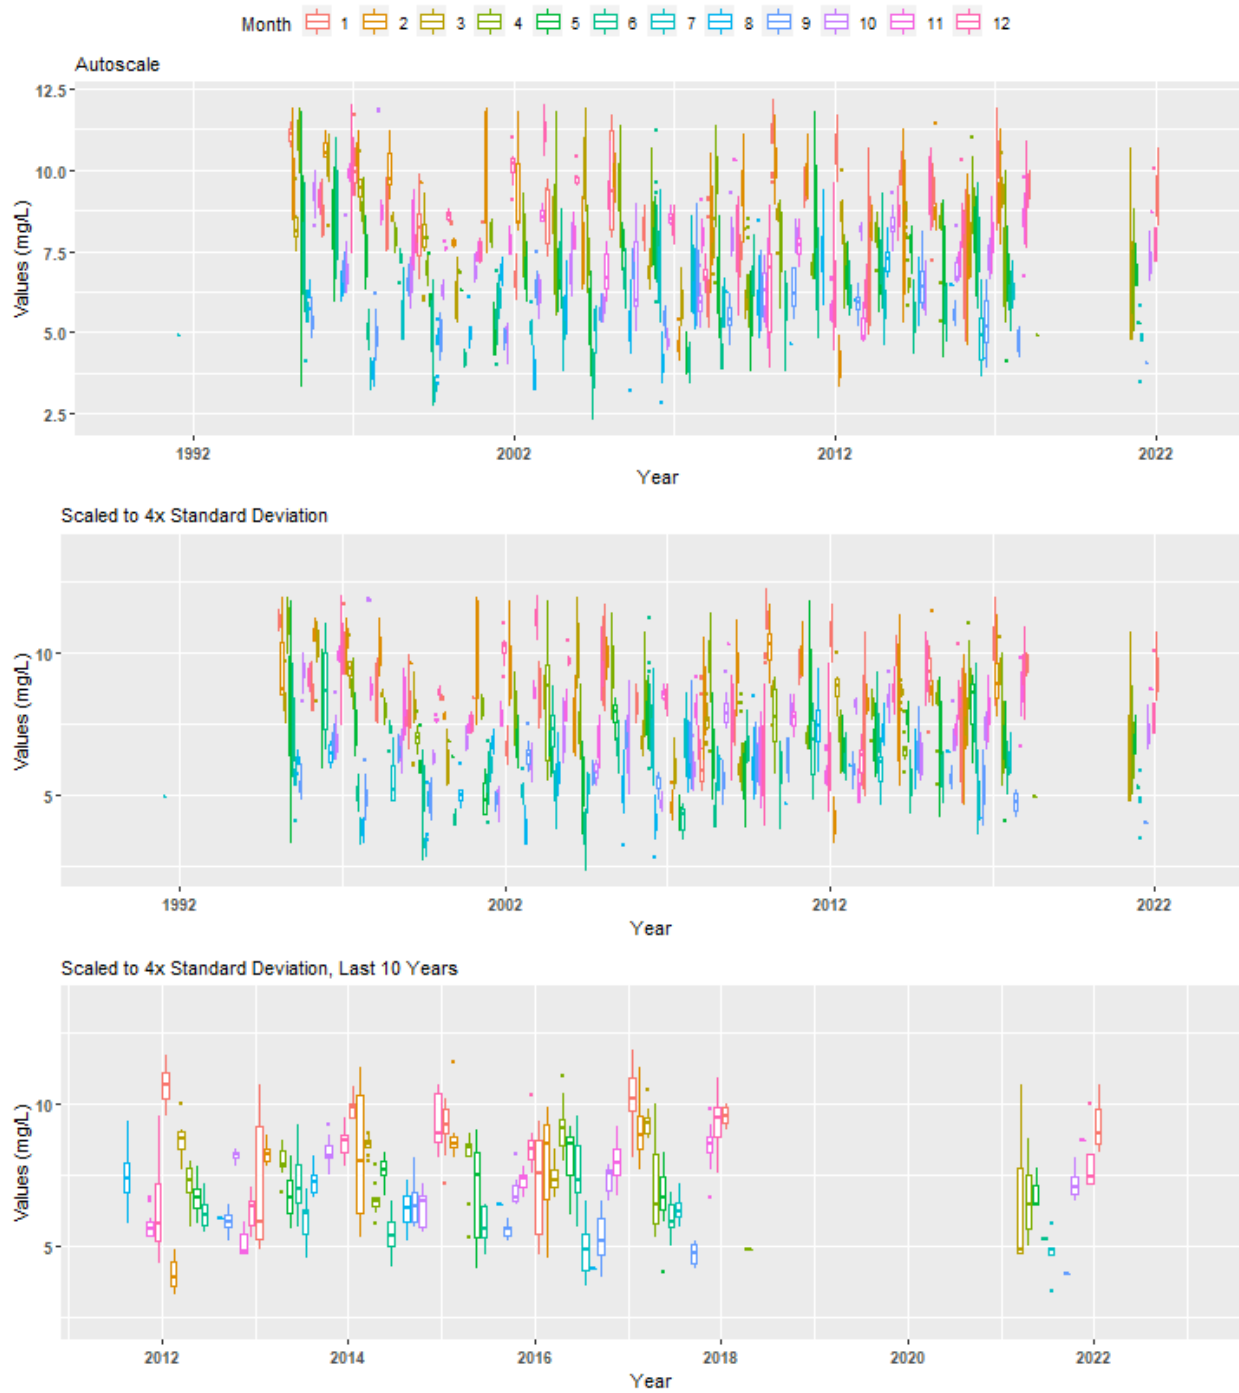 Month 1 2 3 4 5 6 7 8 9 10 11 12
Autoscale
12.5
10.0
7.5
5.0
2.5
Values (mg/L)
1992 2002 2012 2022
Year
Scaled to 4x Standard Deviation
10
5
Values (mg/L)
1992 2002 2012 2022
Year
Scaled to 4x Standard Deviation, Last 10 Years
10
5
Values (mg/L)
2012 2014 2016 2018 2020 2022
Year